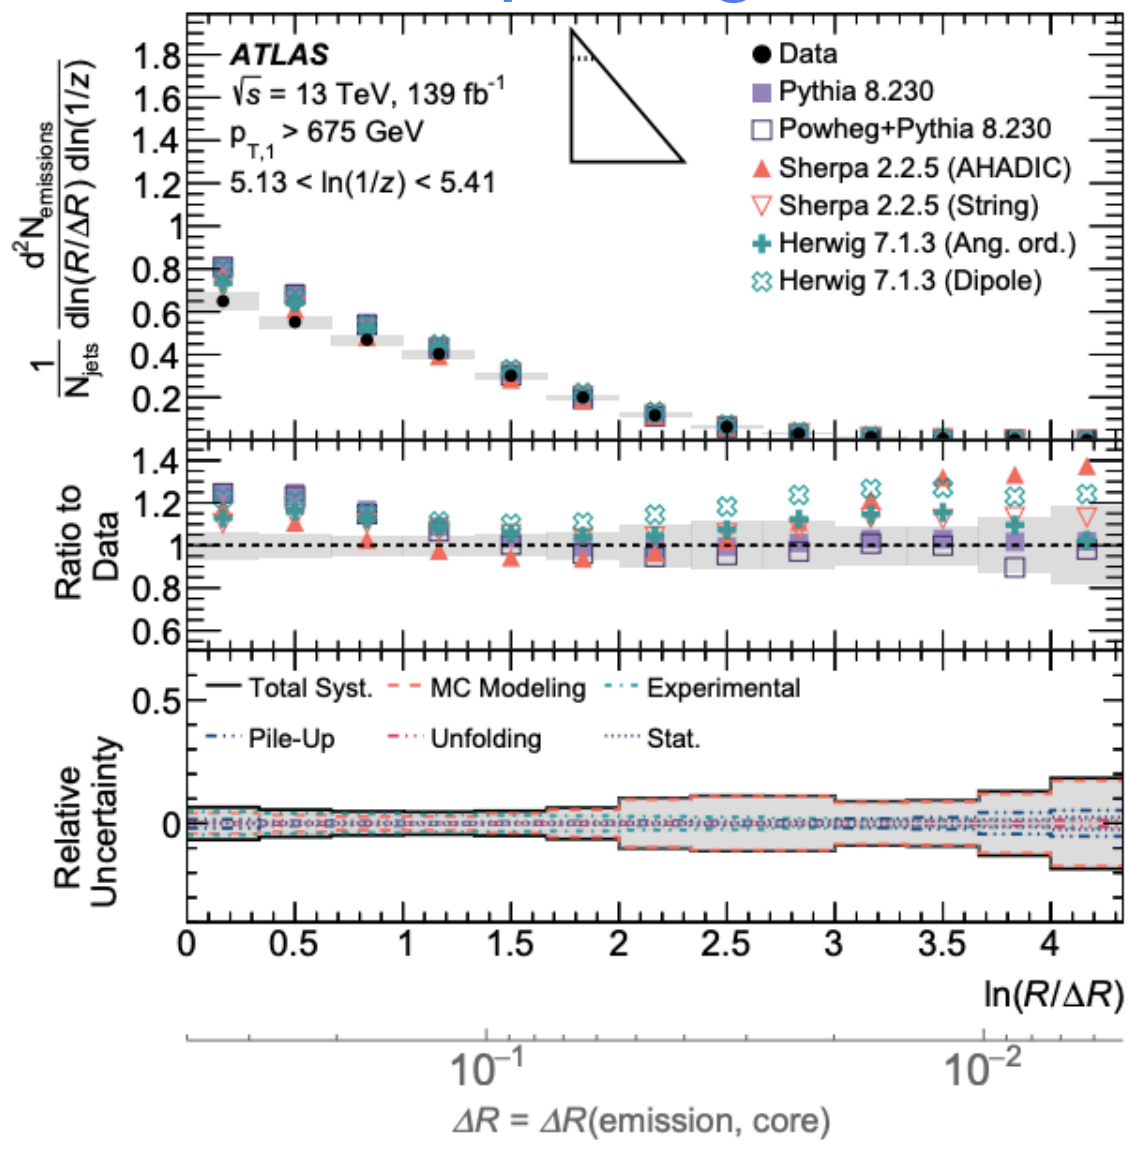 ATLAS
√s = 13 TeV, 139 fb⁻¹
p_T,1 > 675 GeV
5.13 < ln(1/z) < 5.41
Data
Pythia 8.230
Powheg+Pythia 8.230
Sherpa 2.2.5 (AHADIC)
Sherpa 2.2.5 (String)
Herwig 7.1.3 (Ang. ord.)
Herwig 7.1.3 (Dipole)
1
N_jets
d²N_emissions
dln(R/ΔR) dln(1/z)
1.8
1.6
1.4
1.2
1
0.8
0.6
0.4
0.2
Ratio to
Data
1.4
1.2
1
0.8
0.6
Relative
Uncertainty
0.5
0
Total Syst. MC Modeling Experimental
Pile-Up Unfolding Stat.
0 0.5 1 1.5 2 2.5 3 3.5 4
ln(R/ΔR)
10⁻¹ 10⁻²
ΔR = ΔR(emission, core)